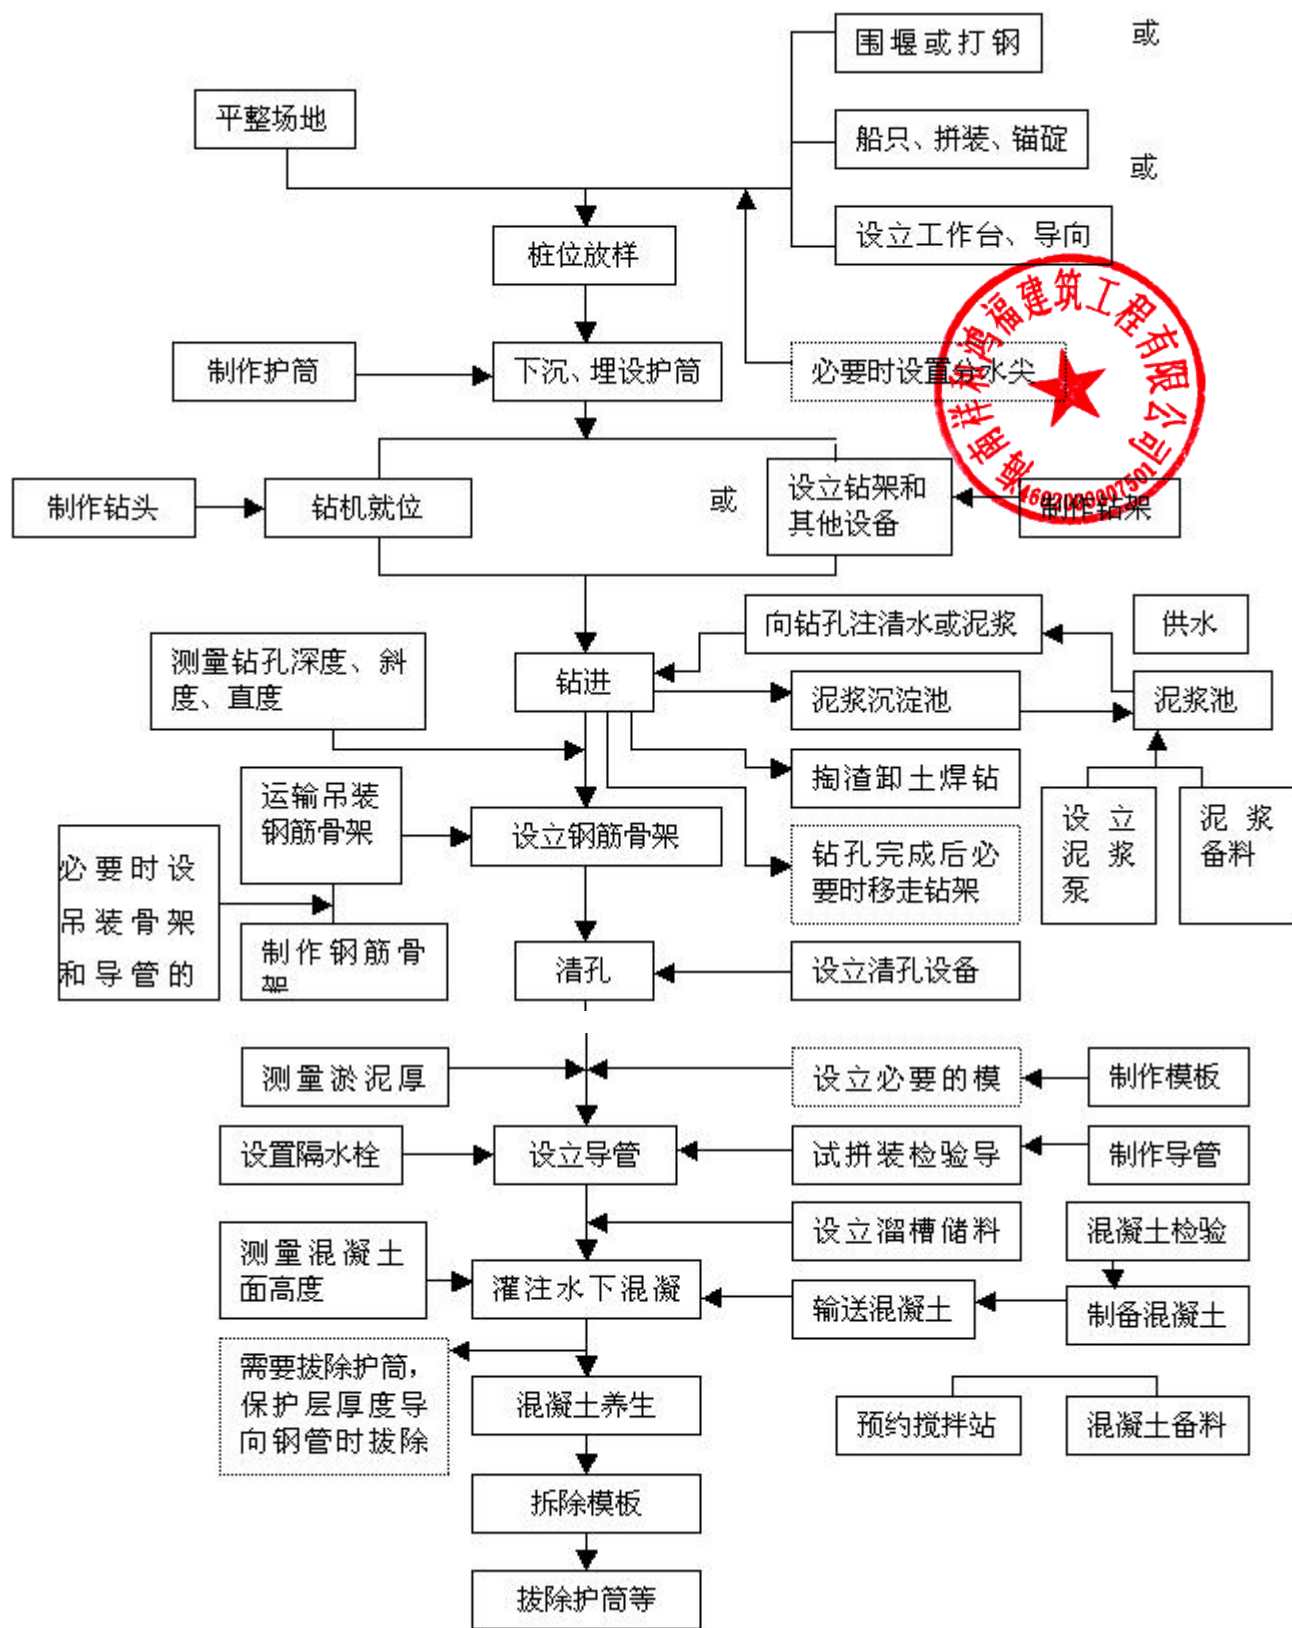 围堰或打钢
或
平整场地
船只、拼装、锚碇
或
设立工作台、导向
桩位放样
制作护筒
下沉、埋设护筒
必要时设置分水尖
海南祥和鸿福建筑工程有限公司
4602000007501
制作钻头
钻机就位
或
设立钻架和
其他设备
制作钻架
向钻孔注清水或泥浆
供水
测量钻孔深度、斜
度、直度
钻进
泥浆沉淀池
泥浆池
掏渣卸土焊钻
运输吊装
钢筋骨架
设立钢筋骨架
钻孔完成后必
要时移走钻架
设立
泥浆
泵
泥浆
备料
必要时设
吊装骨架
和导管的
制作钢筋骨
架
清孔
设立清孔设备
测量淤泥厚
设立必要的模
制作模板
设置隔水栓
设立导管
试拼装检验导
制作导管
设立溜槽储料
混凝土检验
测量混凝土
面高度
灌注水下混凝
输送混凝土
制备混凝土
需要拔除护筒，
保护层厚度导
向钢管时拔除
混凝土养生
预约搅拌站
混凝土备料
拆除模板
拔除护筒等